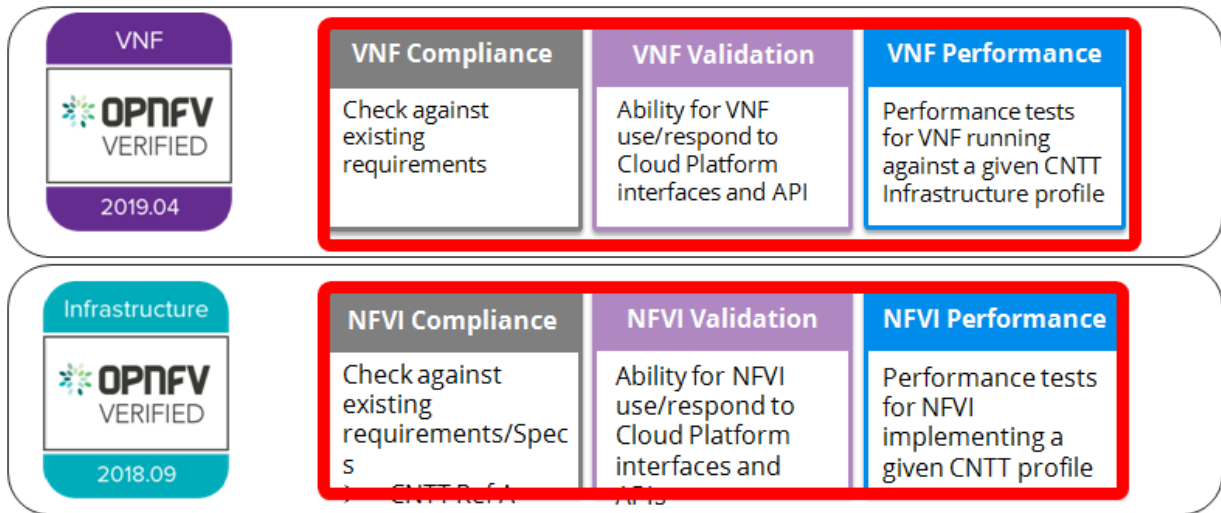 VNF
OPNFV
VERIFIED
2019.04
VNF Compliance
Check against
existing
requirements
VNF Validation
Ability for VNF
use/respond to
Cloud Platform
interfaces and API
VNF Performance
Performance tests
for VNF running
against a given CNTT
Infrastructure profile
Infrastructure
OPNFV
VERIFIED
2018.09
NFVI Compliance
Check against
existing
requirements/Spec
s
NFVI Validation
Ability for NFVI
use/respond to
Cloud Platform
interfaces and
NFVI Performance
Performance tests
for NFVI
implementing a
given CNTT profile